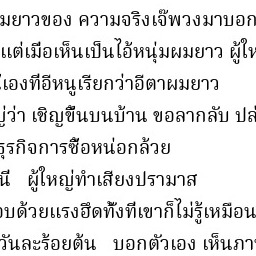 มยาวของ ความจริงเจ๊พวงมาบอก
แต่เมื่อเห็นเป็นไอ้หนุ่มผมยาว ผู้ให
เองที่อีหนูเรียกว่าอีตาผมยาว
ญ่ว่า เชิญขึ้นบนบ้าน ขอลากลับ ปล่
ธุรกิจการซื้อหน่อกล้วย
นี ผู้ใหญ่ทำเสียงปรามาส
อบด้วยแรงฮึดทั้งที่เขาก็ไม่รู้เหมือน
วันละร้อยต้น บอกตัวเอง เห็นภา